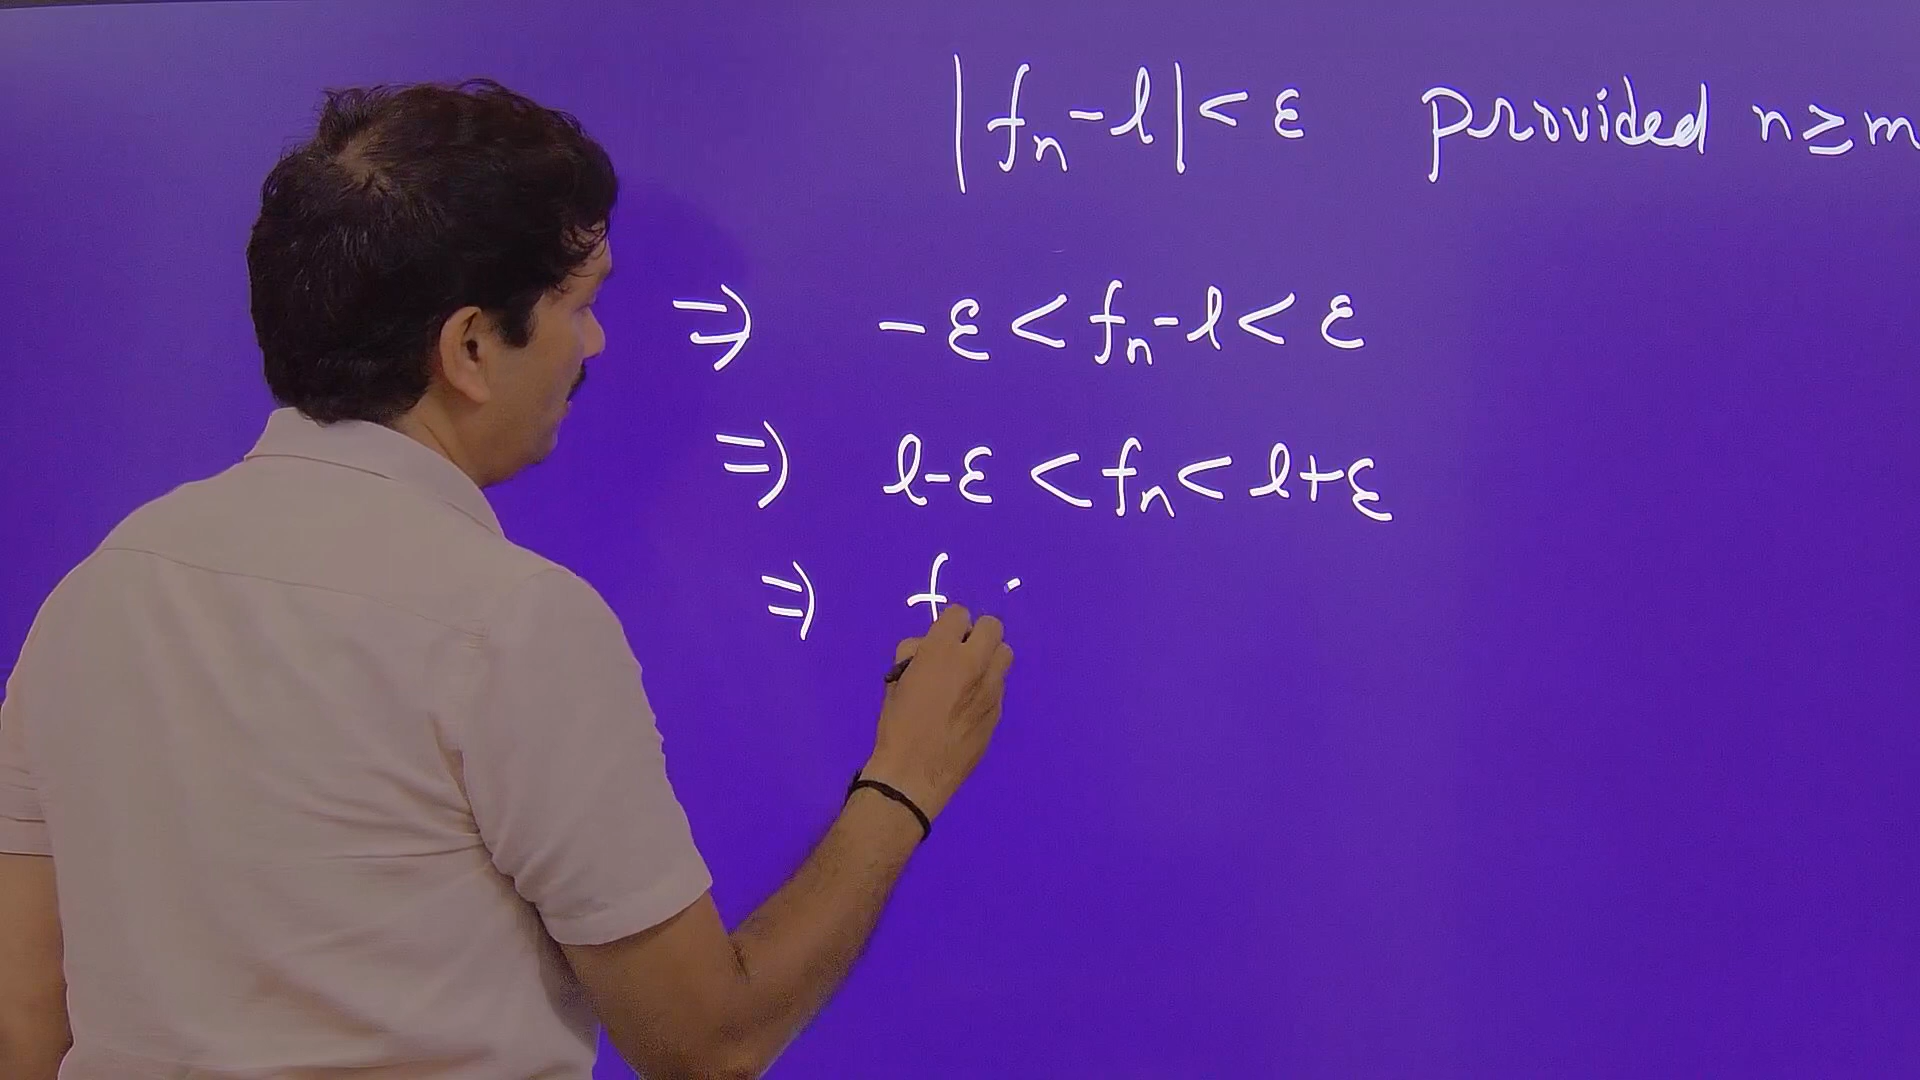 |fₙ-l|<ε provided n≥m
⇒ -ε<fₙ-l<ε
⇒ l-ε<fₙ<l+ε
⇒ f